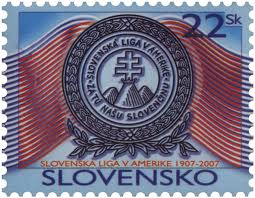 22 Sk
SLOVENSKÁ LIGA V AMERIKE
ZA TÚ NAŠU SLOVENČINU
SLOVENSKÁ LIGA V AMERIKE 1907-2007
SLOVENSKO